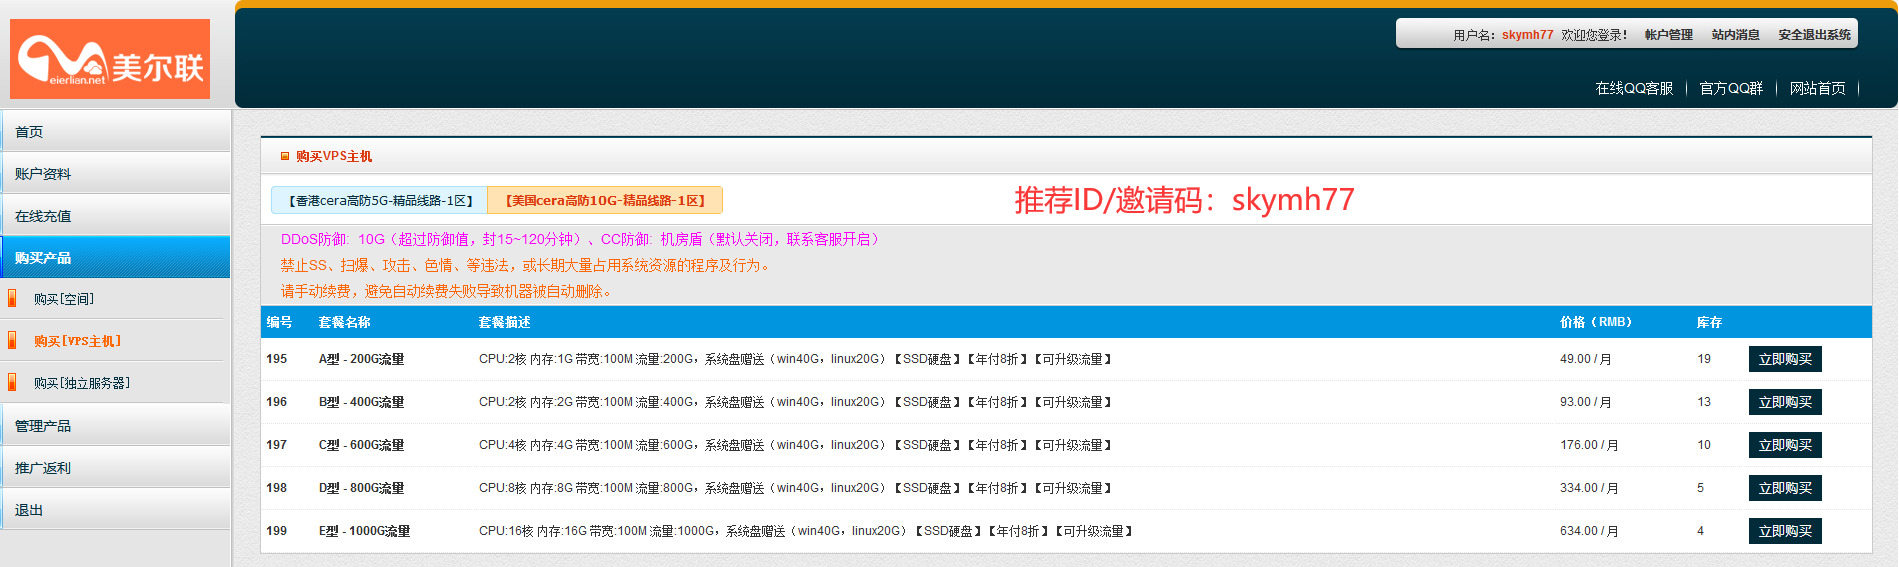 美尔联
eierlian.net
用户名：skymh77 欢迎您登录！ 帐户管理 站内消息 安全退出系统
在线QQ客服 官方QQ群 网站首页
首页
账户资料
在线充值
购买产品
购买[空间]
购买[VPS主机]
购买[独立服务器]
管理产品
推广返利
退出
购买VPS主机
【香港cera高防5G-精品线路-1区】 【美国cera高防10G-精品线路-1区】
推荐ID/邀请码：skymh77
DDoS防御: 10G（超过防御值，封15~120分钟）、CC防御: 机房盾（默认关闭，联系客服开启）
禁止SS、扫爆、攻击、色情、等违法，或长期大量占用系统资源的程序及行为。
请手动续费，避免自动续费失败导致机器被自动删除。
编号 套餐名称 套餐描述 价格（RMB） 库存
195 A型 - 200G流量 CPU:2核 内存:1G 带宽:100M 流量:200G，系统盘赠送（win40G，linux20G）【SSD硬盘】【年付8折】【可升级流量】 49.00 / 月 19 立即购买
196 B型 - 400G流量 CPU:2核 内存:2G 带宽:100M 流量:400G，系统盘赠送（win40G，linux20G）【SSD硬盘】【年付8折】【可升级流量】 93.00 / 月 13 立即购买
197 C型 - 600G流量 CPU:4核 内存:4G 带宽:100M 流量:600G，系统盘赠送（win40G，linux20G）【SSD硬盘】【年付8折】【可升级流量】 176.00 / 月 10 立即购买
198 D型 - 800G流量 CPU:8核 内存:8G 带宽:100M 流量:800G，系统盘赠送（win40G，linux20G）【SSD硬盘】【年付8折】【可升级流量】 334.00 / 月 5 立即购买
199 E型 - 1000G流量 CPU:16核 内存:16G 带宽:100M 流量:1000G，系统盘赠送（win40G，linux20G）【SSD硬盘】【年付8折】【可升级流量】 634.00 / 月 4 立即购买